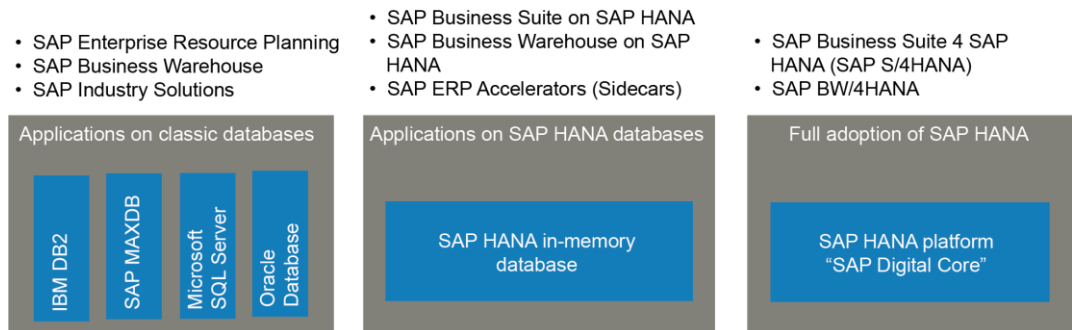 • SAP Enterprise Resource Planning
• SAP Business Warehouse
• SAP Industry Solutions
Applications on classic databases
IBM DB2
SAP MAXDB
Microsoft
SQL Server
Oracle
Database
• SAP Business Suite on SAP HANA
• SAP Business Warehouse on SAP
HANA
• SAP ERP Accelerators (Sidecars)
Applications on SAP HANA databases
SAP HANA in-memory
database
• SAP Business Suite 4 SAP
HANA (SAP S/4HANA)
• SAP BW/4HANA
Full adoption of SAP HANA
SAP HANA platform
“SAP Digital Core”